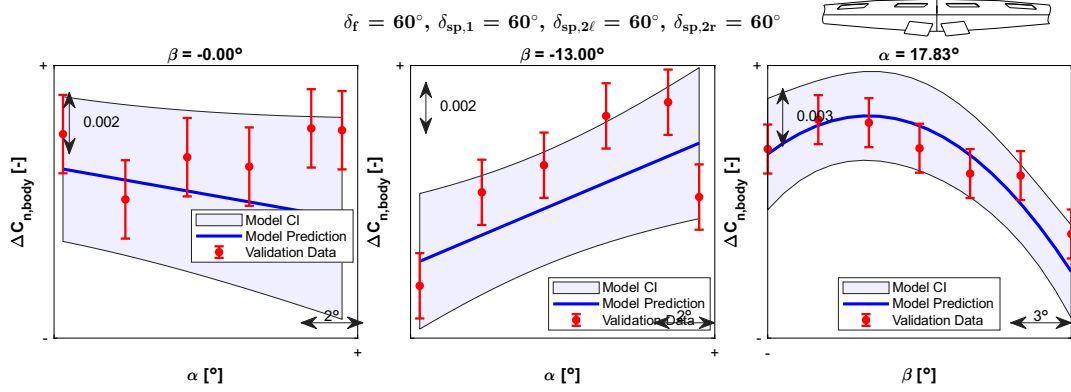 δf = 60°, δsp,1 = 60°, δsp,2ℓ = 60°, δsp,2r = 60°
β = -0.00°
+
0.002
ΔCn,body [-]
Model CI
Model Prediction
Validation Data
2°
-
+
α [°]
β = -13.00°
+
0.002
ΔCn,body [-]
Model CI
Model Prediction
Validation Data
2°
-
+
α [°]
α = 17.83°
+
0.003
ΔCn,body [-]
Model CI
Model Prediction
Validation Data
3°
-
-
+
β [°]